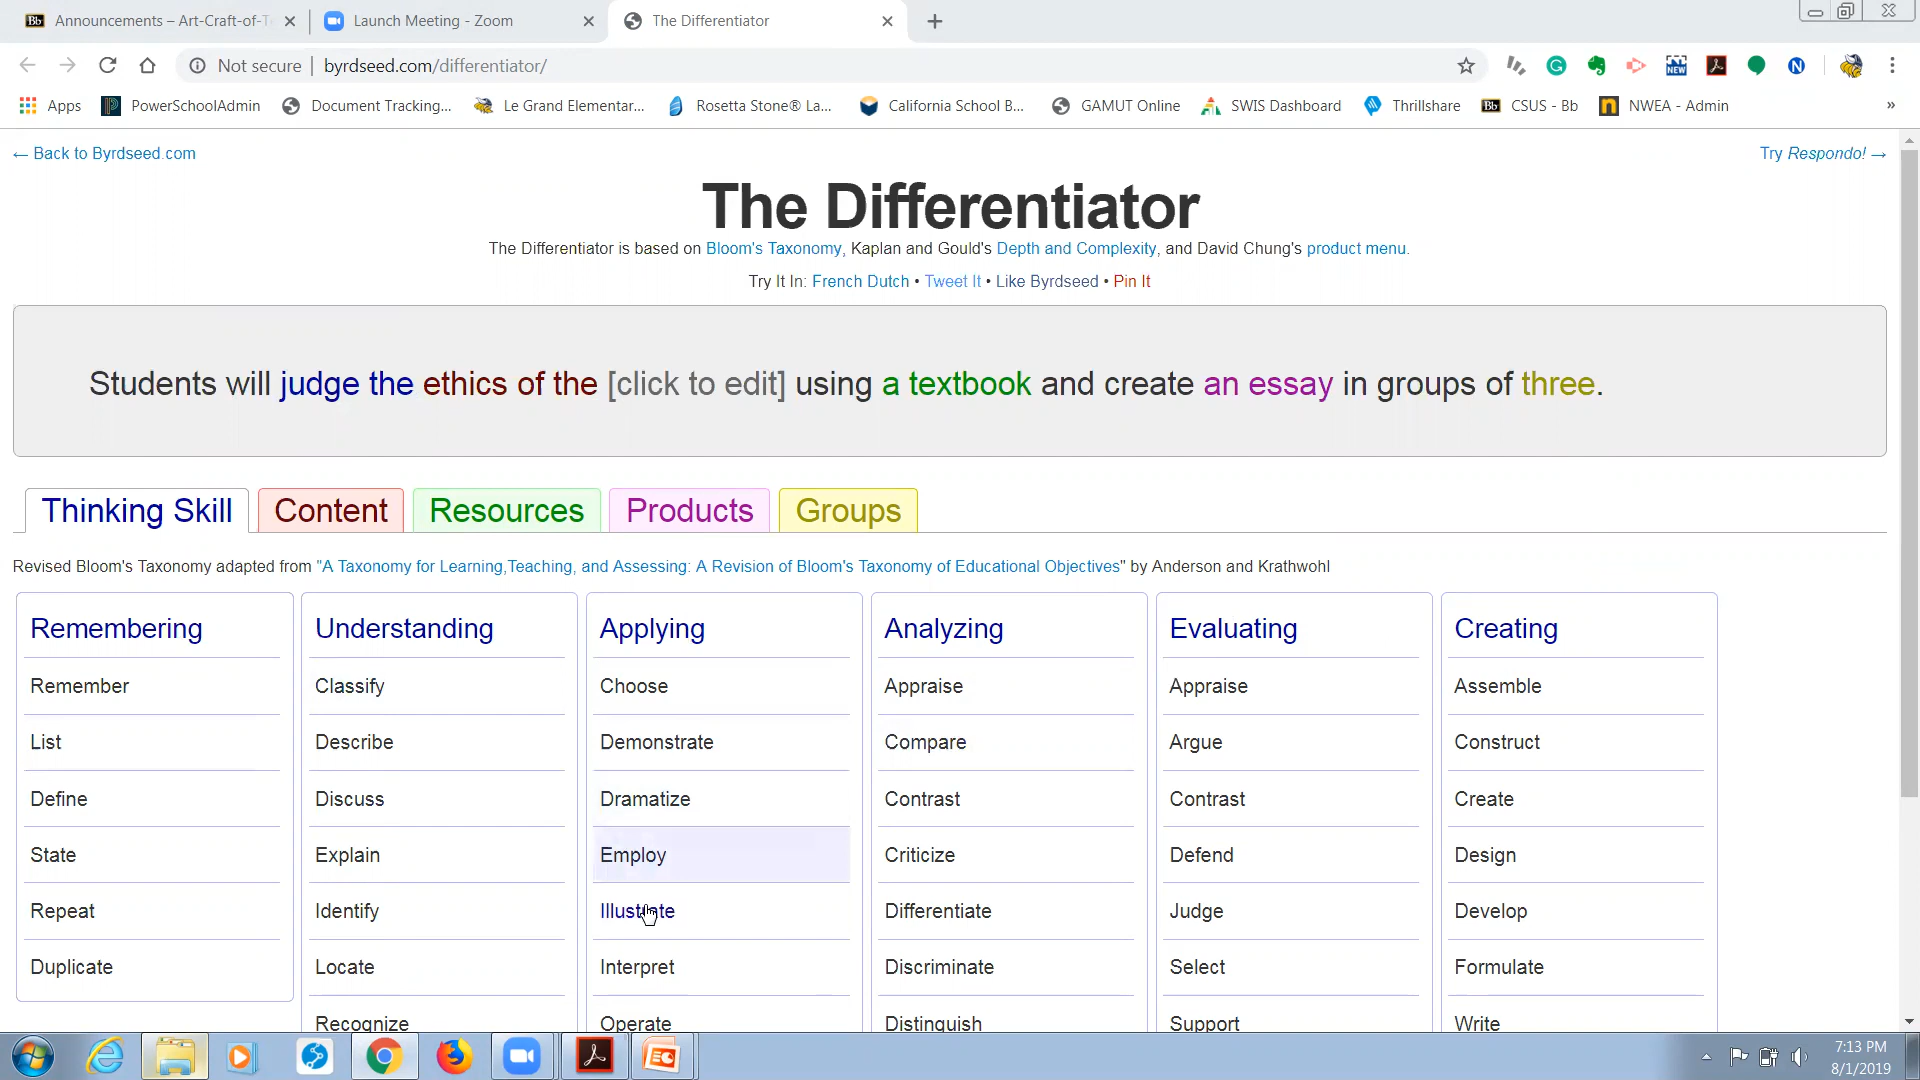 Announcements – Art-Craft-of-T
Launch Meeting - Zoom
The Differentiator
Not secure | byrdseed.com/differentiator/
Apps PowerSchoolAdmin Document Tracking... Le Grand Elementar... Rosetta Stone® La... California School B... GAMUT Online SWIS Dashboard Thrillshare Bb CSUS - Bb NWEA - Admin »
← Back to Byrdseed.com
Try Respondo! →
The Differentiator
The Differentiator is based on Bloom's Taxonomy, Kaplan and Gould's Depth and Complexity, and David Chung's product menu.
Try It In: French Dutch • Tweet It • Like Byrdseed • Pin It
Students will judge the ethics of the [click to edit] using a textbook and create an essay in groups of three.
Thinking Skill Content Resources Products Groups
Revised Bloom's Taxonomy adapted from "A Taxonomy for Learning,Teaching, and Assessing: A Revision of Bloom's Taxonomy of Educational Objectives" by Anderson and Krathwohl
Remembering Understanding Applying Analyzing Evaluating Creating
Remember Classify Choose Appraise Appraise Assemble
List Describe Demonstrate Compare Argue Construct
Define Discuss Dramatize Contrast Contrast Create
State Explain Employ Criticize Defend Design
Repeat Identify Illustrate Differentiate Judge Develop
Duplicate Locate Interpret Discriminate Select Formulate
Recognize Operate Distinguish Support Write
7:13 PM
8/1/2019